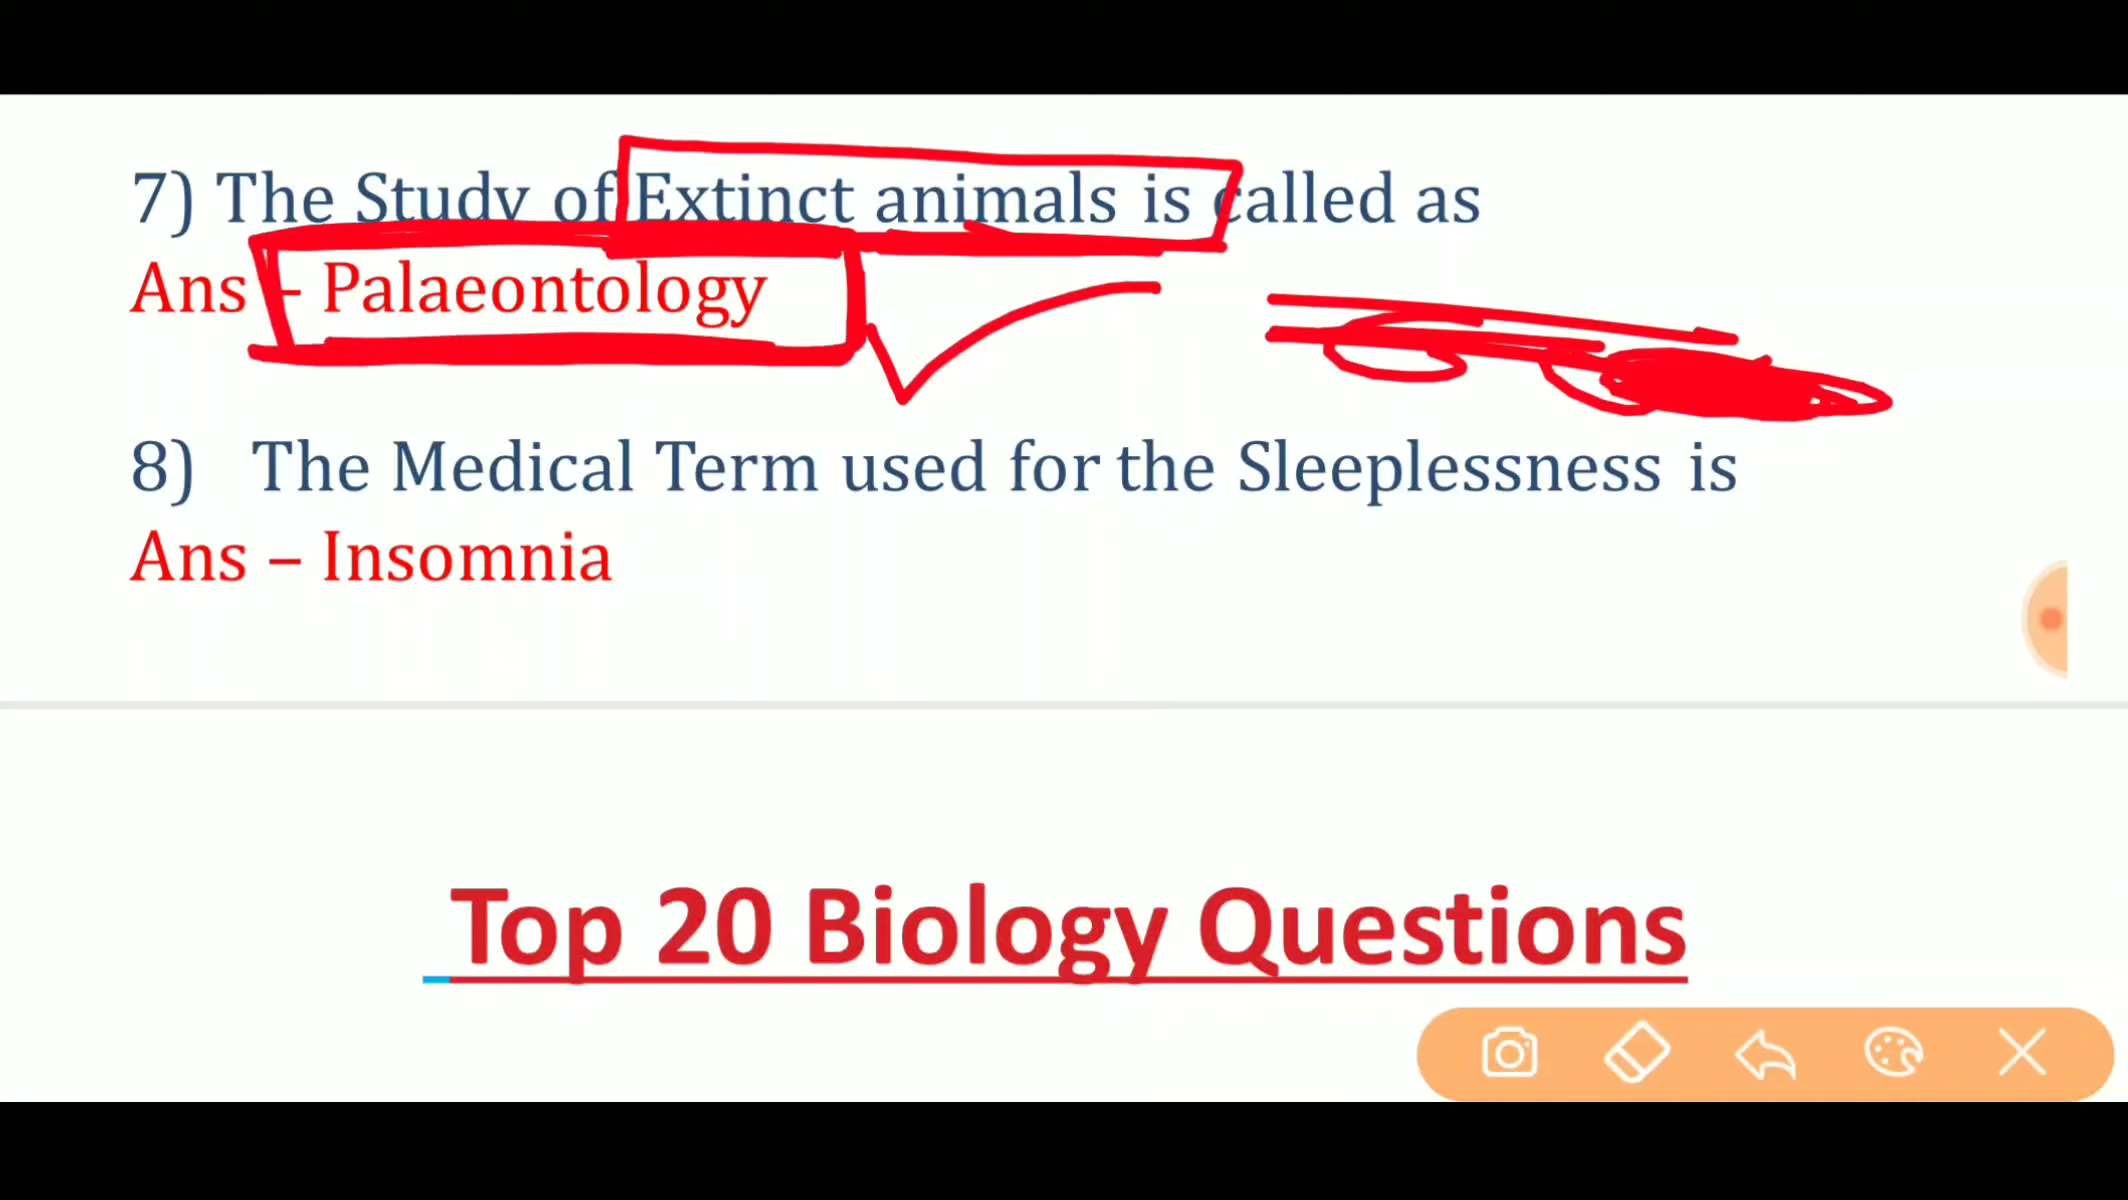 7) The Study of Extinct animals is called as
Ans – Palaeontology
8) The Medical Term used for the Sleeplessness is
Ans – Insomnia
Top 20 Biology Questions